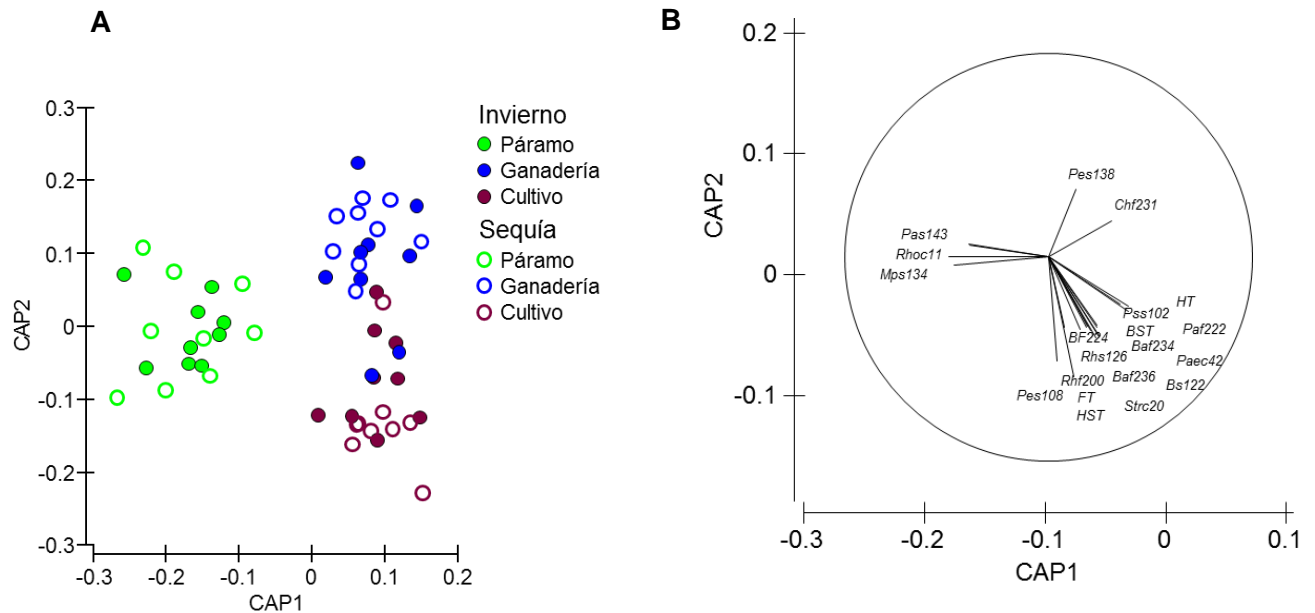 A
0.3
0.2
0.1
0
-0.1
-0.2
-0.3
CAP2
-0.3
-0.2
-0.1
0
0.1
0.2
CAP1
Invierno
Páramo
Ganadería
Cultivo
Sequía
Páramo
Ganadería
Cultivo
B
0.2
0.1
0
-0.1
CAP2
-0.3
-0.2
-0.1
0
0.1
CAP1
Pes138
Chf231
Pas143
Rhoc11
Mps134
HT
Pss102
BST
Paf222
BF224
Baf234
Rhs126
Paec42
Baf236
Rhf200
Bs122
Pes108
FT
Strc20
HST